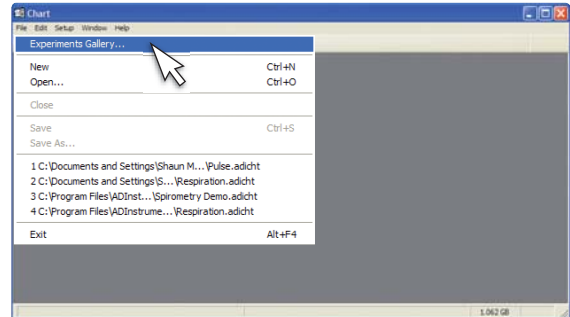 Chart
File Edit Setup Window Help
Experiments Gallery...
New Ctrl+N
Open... Ctrl+O
Close
Save Ctrl+S
Save As...
1 C:\Documents and Settings\Shaun M...\Pulse.adicht
2 C:\Documents and Settings\S...\Respiration.adicht
3 C:\Program Files\ADInst...\Spirometry Demo.adicht
4 C:\Program Files\ADInstrume...\Respiration.adicht
Exit Alt+F4
1.062 GB